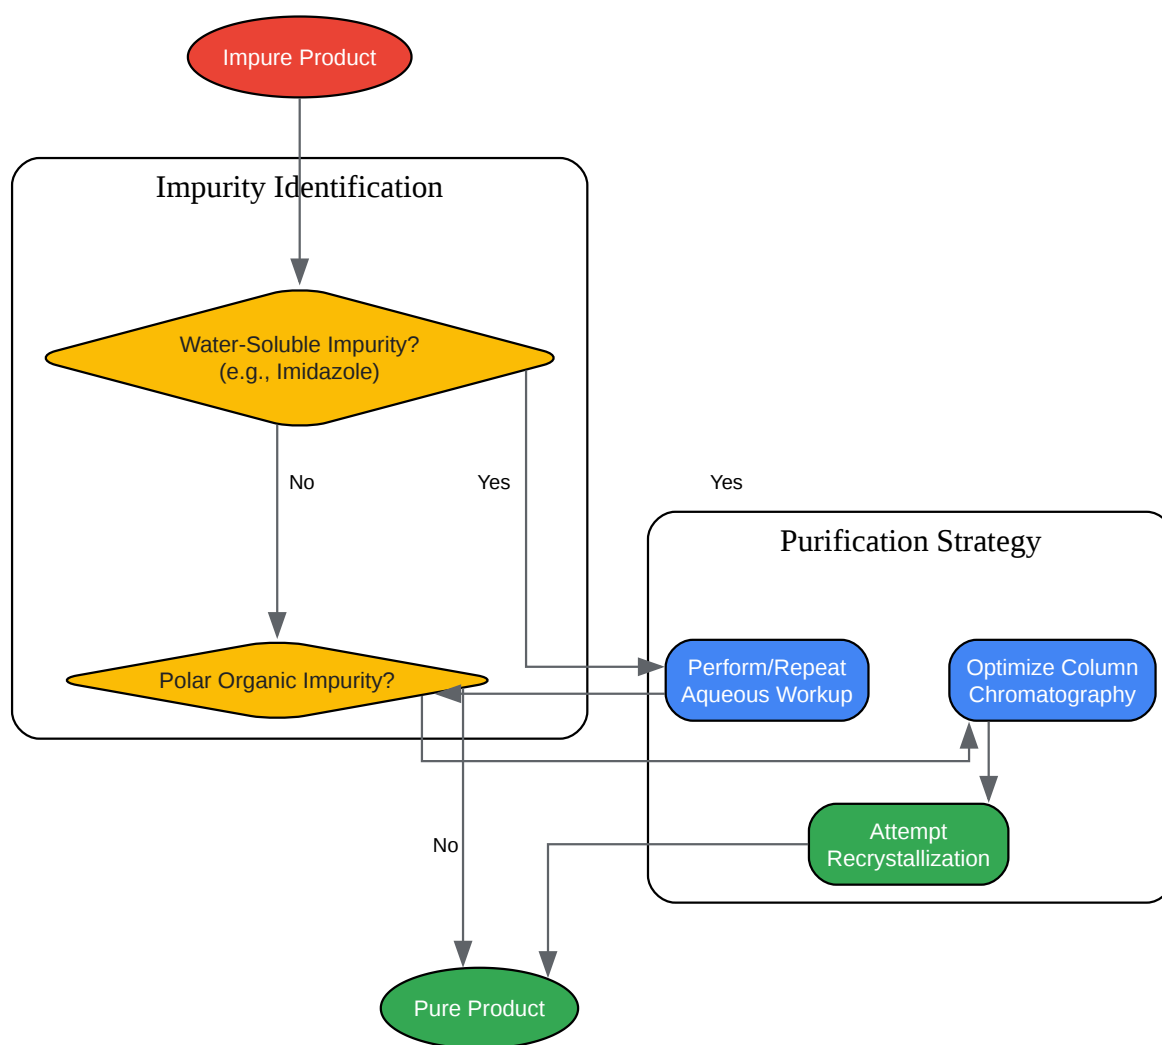 Impure Product
Impurity Identification
Water-Soluble Impurity?
(e.g., Imidazole)
No
Yes
Yes
Purification Strategy
Polar Organic Impurity?
Perform/Repeat
Aqueous Workup
Optimize Column
Chromatography
No
Attempt
Recrystallization
Pure Product